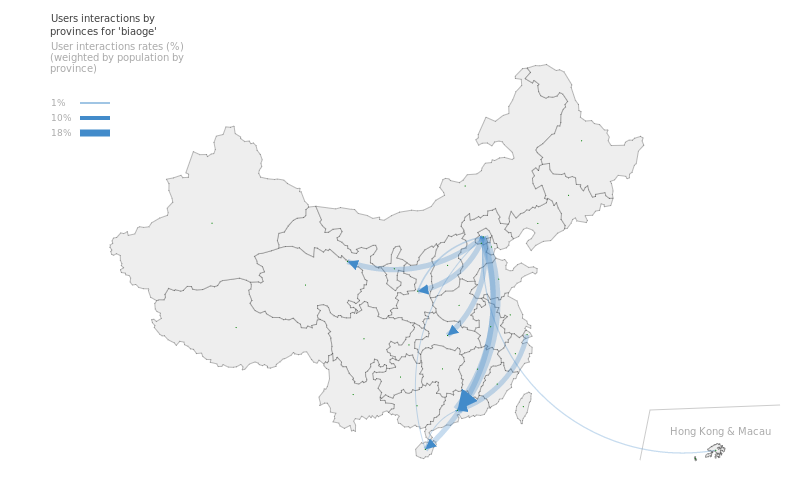 Users interactions by
provinces for 'biaoge'
User interactions rates (%)
(weighted by population by
province)
1%
10%
18%
Hong Kong & Macau